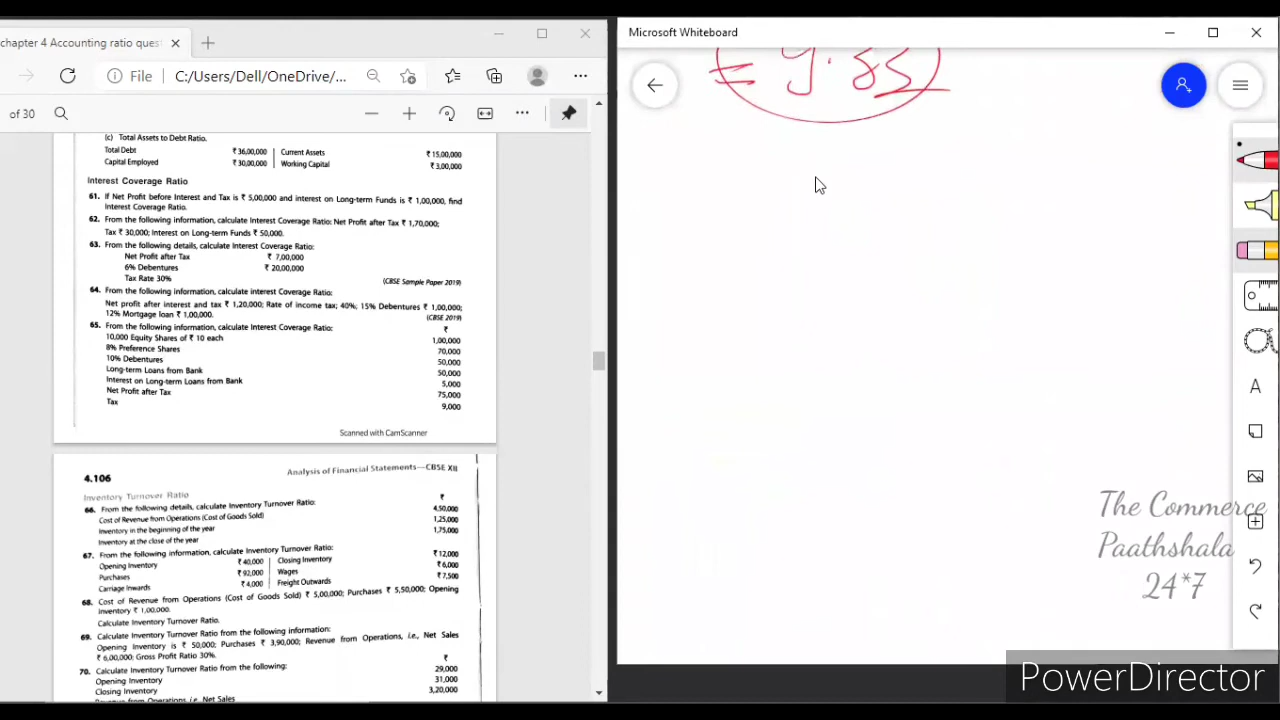 chapter 4 Accounting ratio ques
Microsoft Whiteboard
File C:/Users/Dell/OneDrive/...
of 30
= 9.85
(c) Total Assets to Debt Ratio.
Total Debt ₹ 36,00,000 Current Assets ₹ 15,00,000
Capital Employed ₹ 30,00,000 Working Capital ₹ 3,00,000
Interest Coverage Ratio
61. If Net Profit before Interest and Tax is ₹ 5,00,000 and interest on Long-term Funds is ₹ 1,00,000, find
Interest Coverage Ratio.
62. From the following information, calculate Interest Coverage Ratio: Net Profit after Tax ₹ 1,70,000;
Tax ₹ 30,000; Interest on Long-term Funds ₹ 50,000.
63. From the following details, calculate Interest Coverage Ratio:
Net Profit after Tax ₹ 7,00,000
6% Debentures ₹ 20,00,000
Tax Rate 30% (CBSE Sample Paper 2019)
64. From the following information, calculate Interest Coverage Ratio:
Net profit after interest and tax ₹ 1,20,000; Rate of income tax; 40%, 15% Debentures ₹ 1,00,000;
12% Mortgage loan ₹ 1,00,000. (CBSE 2019)
65. From the following information, calculate Interest Coverage Ratio: ₹
10,000 Equity Shares of ₹ 10 each 1,00,000
8% Preference Shares 70,000
10% Debentures 50,000
Long-term Loans from Bank 50,000
Interest on Long-term Loans from Bank 5,000
Net Profit after Tax 75,000
Tax 9,000
Scanned with CamScanner
4.106 Analysis of Financial Statements—CBSE XII
Inventory Turnover Ratio
66. From the following details, calculate Inventory Turnover Ratio: ₹
Cost of Revenue from Operations (Cost of Goods Sold) 4,50,000
Inventory in the beginning of the year 1,25,000
Inventory at the close of the year 1,75,000
67. From the following information, calculate Inventory Turnover Ratio:
Opening Inventory ₹ 40,000 Closing Inventory ₹ 12,000
Purchases ₹ 92,000 Wages ₹ 6,000
Carriage Inwards ₹ 4,000 Freight Outwards ₹ 7,500
68. Cost of Revenue from Operations (Cost of Goods Sold) ₹ 5,00,000; Purchases ₹ 5,50,000; Opening
Inventory ₹ 1,00,000.
Calculate Inventory Turnover Ratio.
69. Calculate Inventory Turnover Ratio from the following information:
Opening Inventory is ₹ 50,000; Purchases ₹ 3,90,000; Revenue from Operations, i.e., Net Sales
₹ 6,00,000; Gross Profit Ratio 30%.
70. Calculate Inventory Turnover Ratio from the following: ₹
Opening Inventory 29,000
Closing Inventory 31,000
Revenue from Operations, i.e. Net Sales 3,20,000
A
The Commerce
Paathshala
24*7
PowerDirector